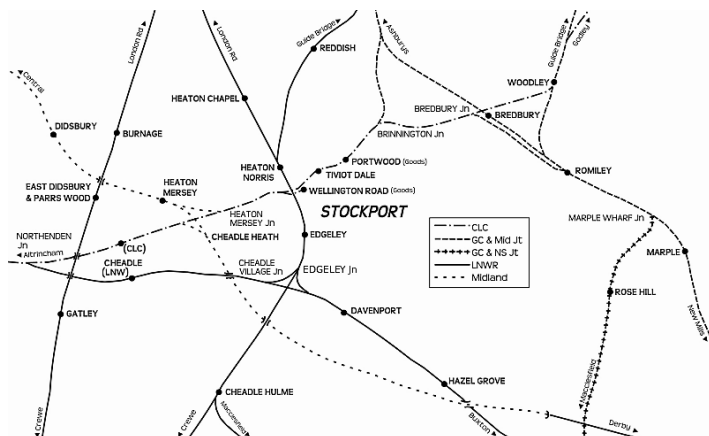 London Rd
London Rd
Guide Bridge
REDDISH
Ashburys
Guide Bridge
Godley
Central
WOODLEY
HEATON CHAPEL
BREDBURY Jn
BREDBURY
DIDSBURY
BURNAGE
BRINNINGTON Jn
PORTWOOD (Goods)
TIVIOT DALE
HEATON
NORRIS
ROMILEY
EAST DIDSBURY
& PARRS WOOD
HEATON
MERSEY
WELLINGTON ROAD (Goods)
STOCKPORT
HEATON
MERSEY Jn
MARPLE WHARF Jn
NORTHENDEN
Jn
Altrincham
(CLC)
CHEADLE HEATH
EDGELEY
CLC
GC & Mid Jt
GC & NS Jt
LNWR
Midland
MARPLE
CHEADLE
(LNW)
CHEADLE
VILLAGE Jn
EDGELEY Jn
ROSE HILL
GATLEY
DAVENPORT
New Mills
HAZEL GROVE
CHEADLE HULME
Macclesfield
Crewe
Crewe
Macclesfield
Buxton
Derby